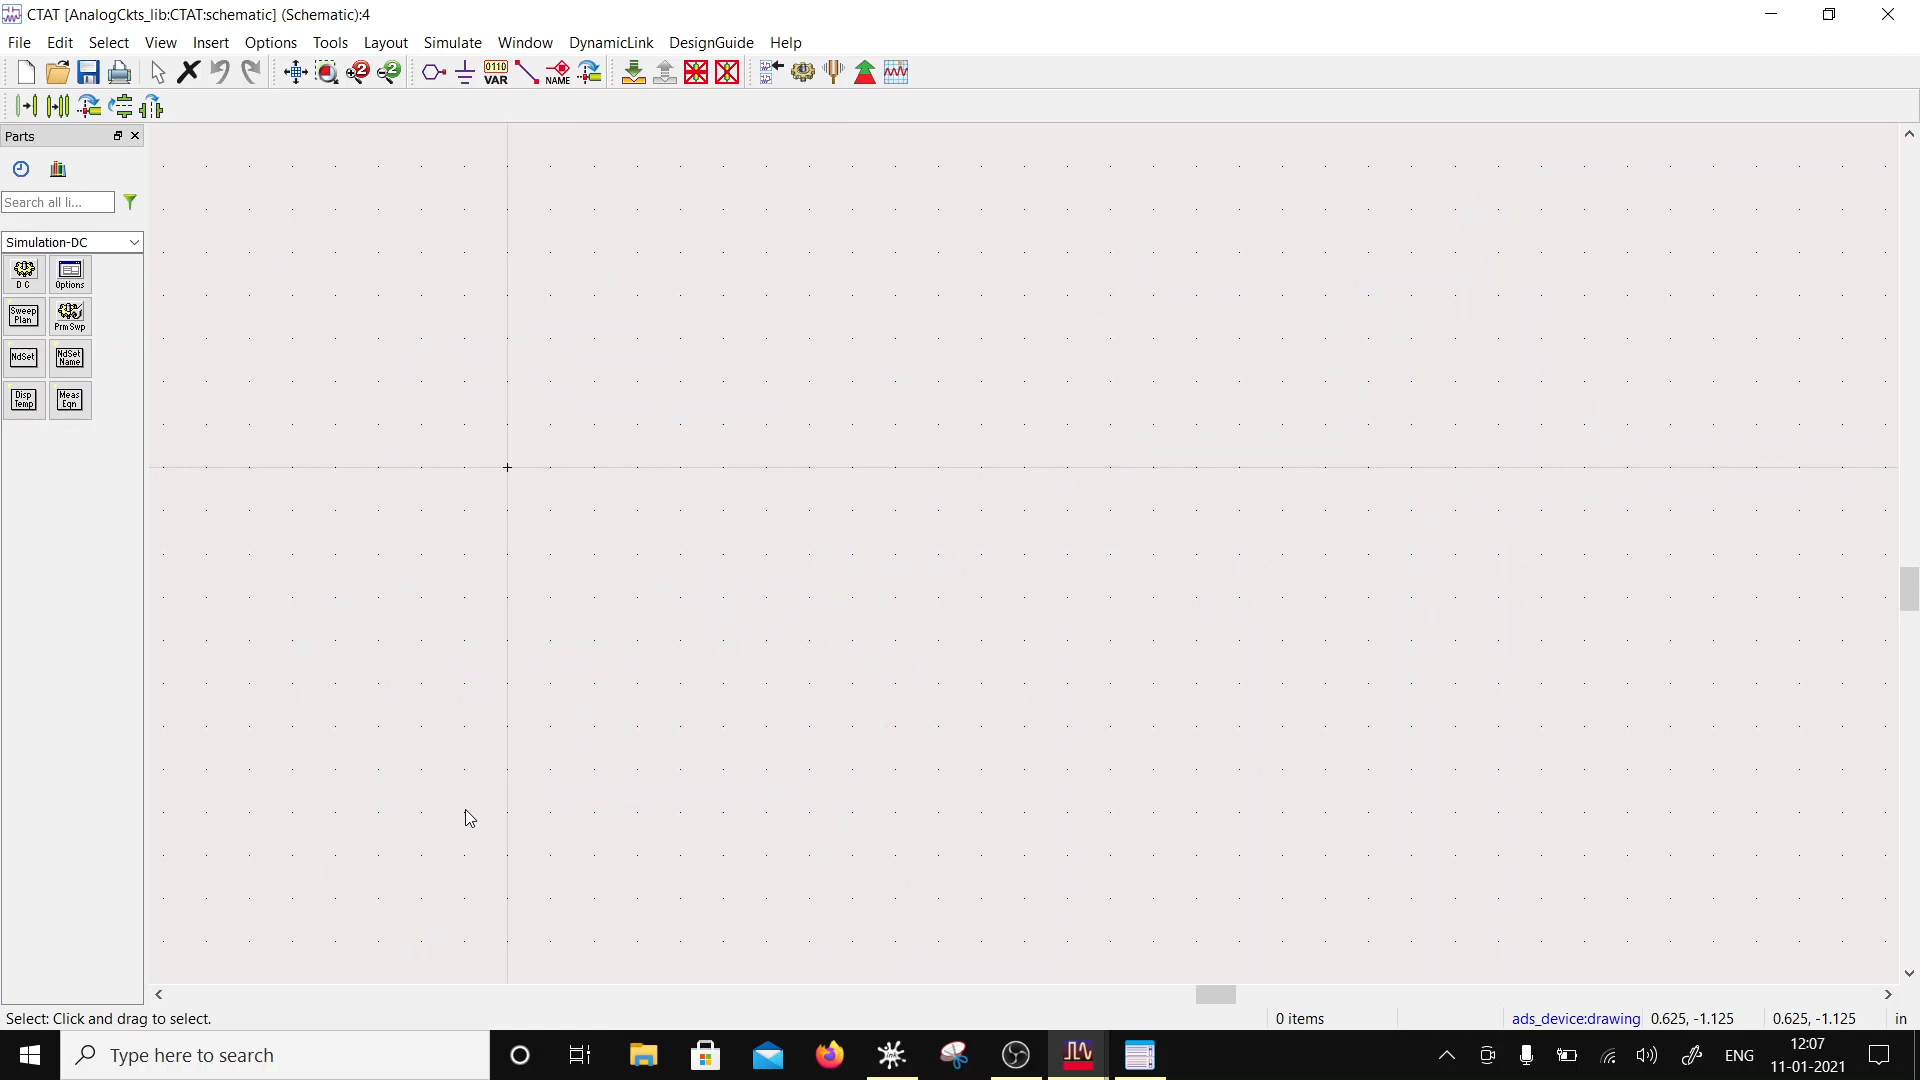 CTAT [AnalogCkts_lib:CTAT:schematic] (Schematic):4
File Edit Select View Insert Options Tools Layout Simulate Window DynamicLink DesignGuide Help
0110
VAR
NAME
Parts
Search all li...
Simulation-DC
D C
Options
Sweep
Plan
Prm Swp
NdSet
NdSet
Name
Disp
Temp
Meas
Eqn
Select: Click and drag to select.
0 items
ads_device:drawing
0.625, -1.125
0.625, -1.125
in
Type here to search
ENG
12:07
11-01-2021